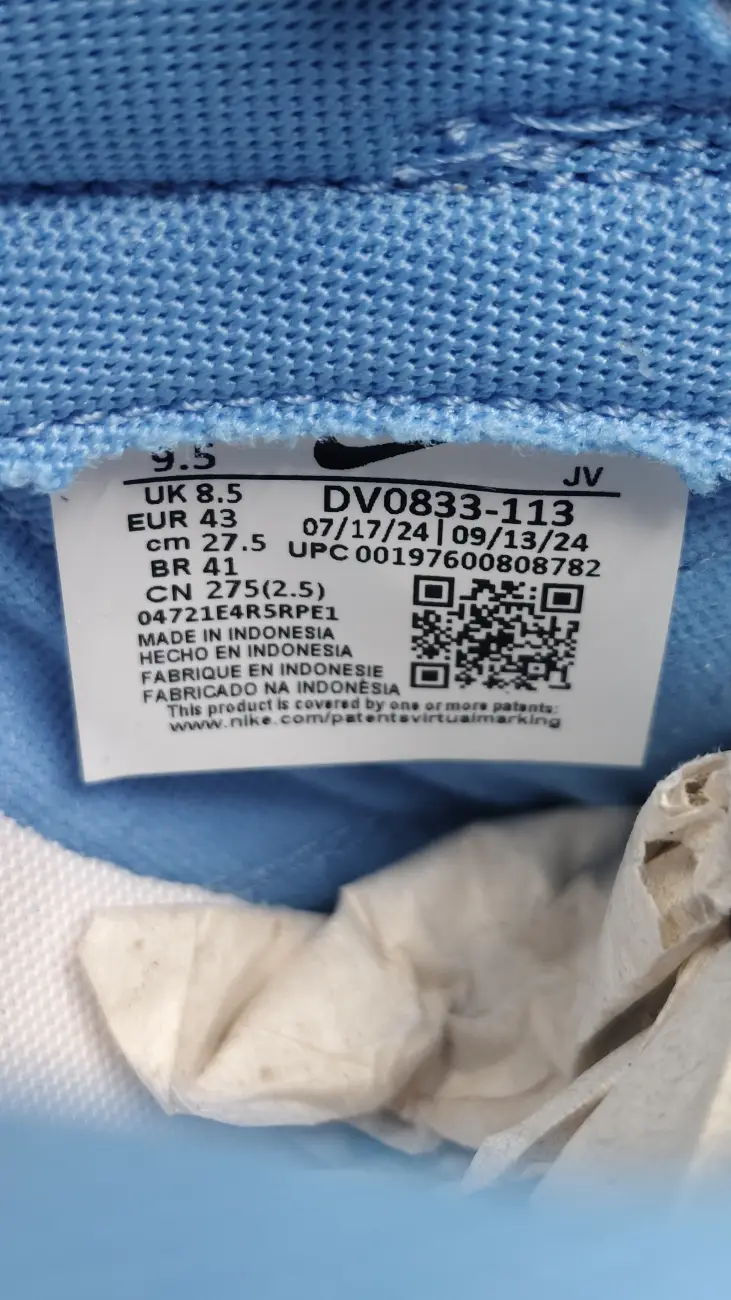 9.5
JV
UK 8.5
EUR 43
cm 27.5
BR 41
CN 275(2.5)
04721E4R5RPE1
DV0833-113
07/17/24|09/13/24
UPC 00197600808782
MADE IN INDONESIA
HECHO EN INDONESIA
FABRIQUE EN INDONESIE
FABRICADO NA INDONÉSIA
This product is covered by one or more patents:
www.nike.com/patentsvirtualmarking